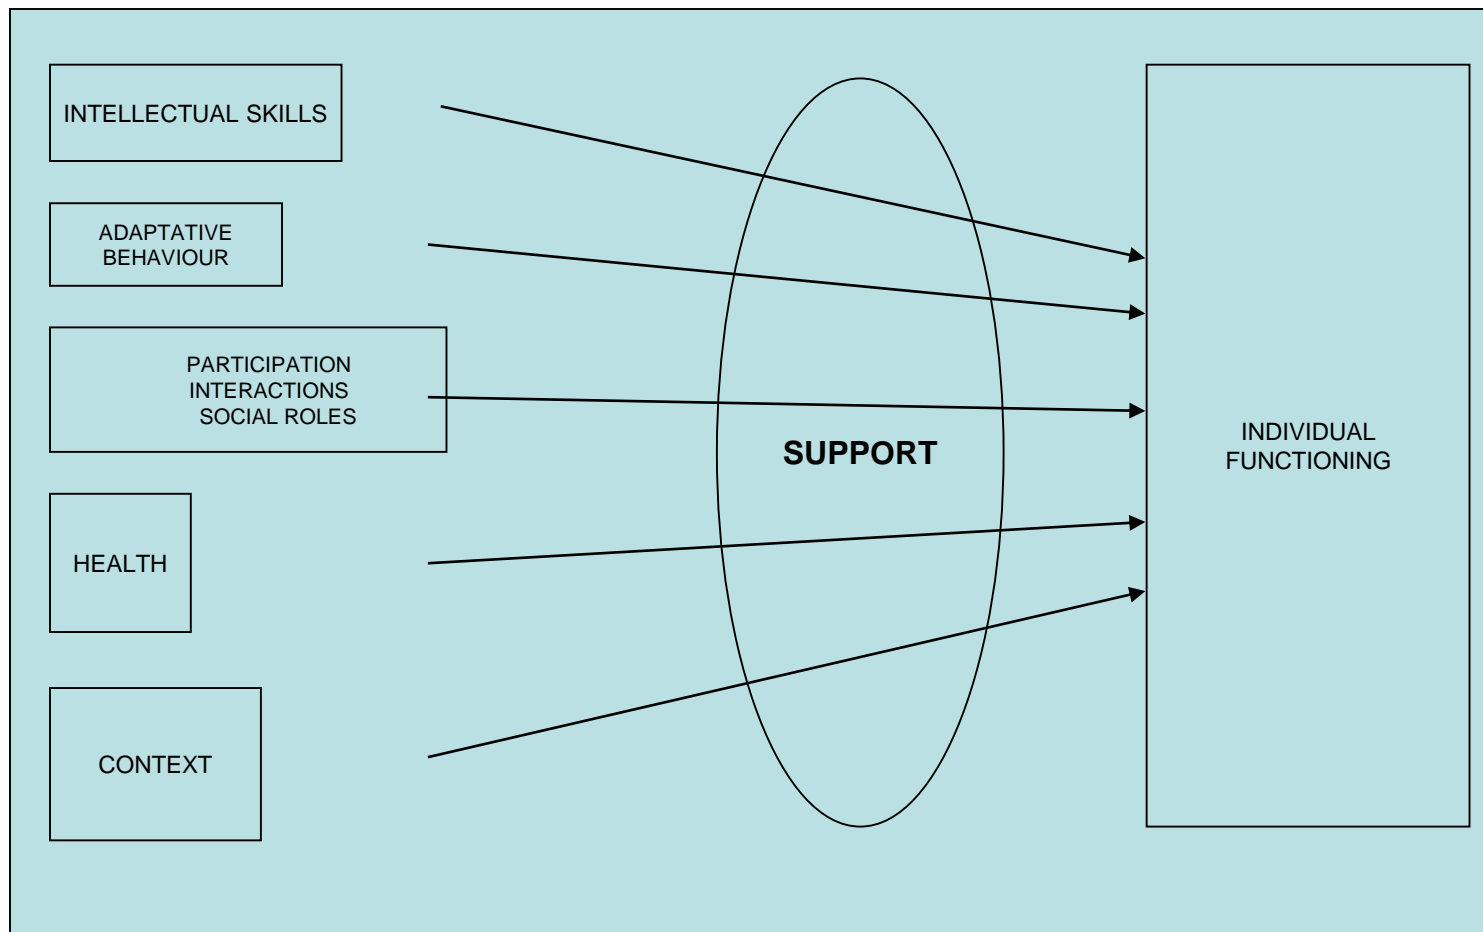 INTELLECTUAL SKILLS
ADAPTATIVE
BEHAVIOUR
PARTICIPATION
INTERACTIONS
SOCIAL ROLES
HEALTH
CONTEXT
SUPPORT
INDIVIDUAL
FUNCTIONING